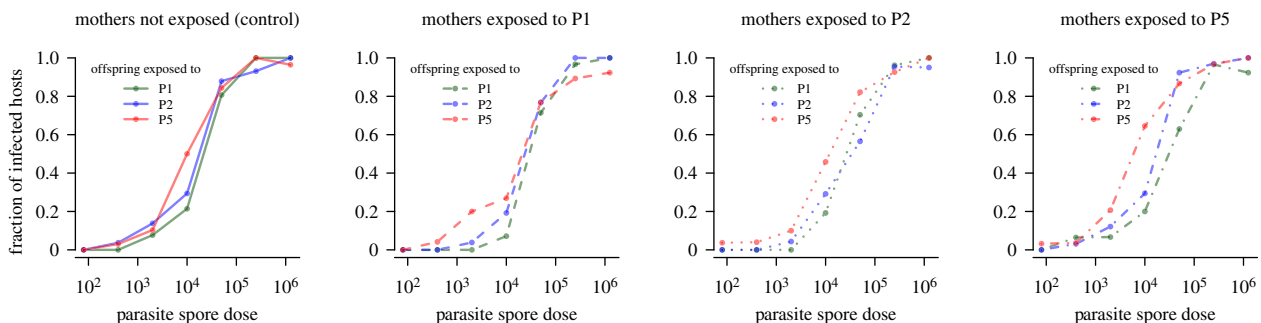 mothers not exposed (control)
mothers exposed to P1
mothers exposed to P2
mothers exposed to P5
fraction of infected hosts
1.0
0.8
0.6
0.4
0.2
0
offspring exposed to
P1
P2
P5
10² 10³ 10⁴ 10⁵ 10⁶
parasite spore dose
1.0
0.8
0.6
0.4
0.2
0
offspring exposed to
P1
P2
P5
10² 10³ 10⁴ 10⁵ 10⁶
parasite spore dose
1.0
0.8
0.6
0.4
0.2
0
offspring exposed to
P1
P2
P5
10² 10³ 10⁴ 10⁵ 10⁶
parasite spore dose
1.0
0.8
0.6
0.4
0.2
0
offspring exposed to
P1
P2
P5
10² 10³ 10⁴ 10⁵ 10⁶
parasite spore dose